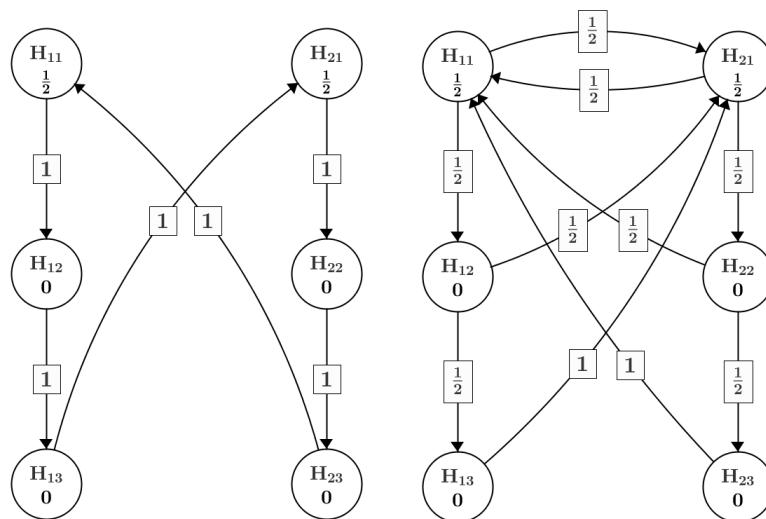 H₁₁
½
H₂₁
½
1
1
1
1
H₁₂
0
H₂₂
0
1
1
H₁₃
0
H₂₃
0
½
H₁₁
½
H₂₁
½
½
½
½
½
½
H₁₂
0
H₂₂
0
1
1
½
½
H₁₃
0
H₂₃
0